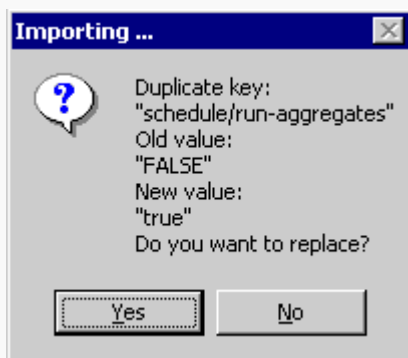 Importing ...
Duplicate key:
"schedule/run-aggregates"
Old value:
"FALSE"
New value:
"true"
Do you want to replace?
Yes
No